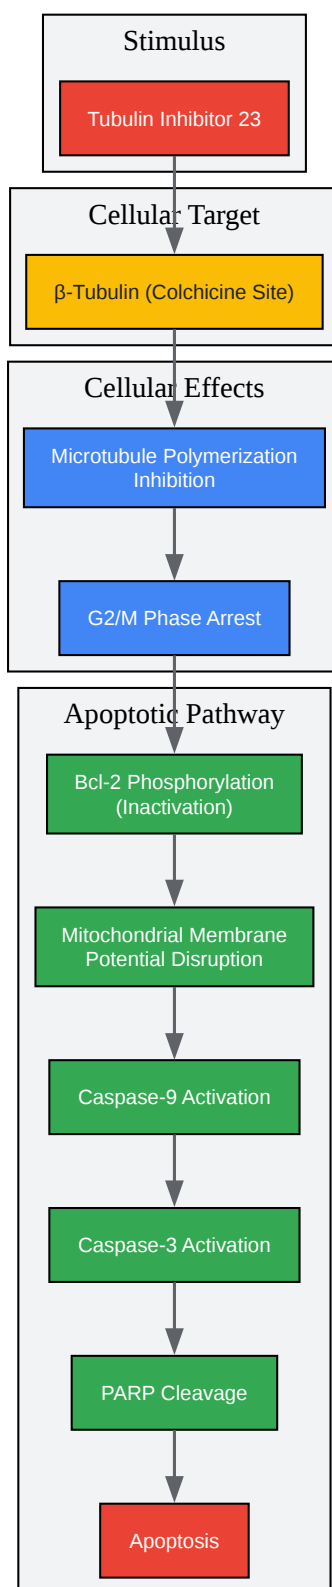 Stimulus
Tubulin Inhibitor 23
Cellular Target
β-Tubulin (Colchicine Site)
Cellular Effects
Microtubule Polymerization
Inhibition
G2/M Phase Arrest
Apoptotic Pathway
Bcl-2 Phosphorylation
(Inactivation)
Mitochondrial Membrane
Potential Disruption
Caspase-9 Activation
Caspase-3 Activation
PARP Cleavage
Apoptosis